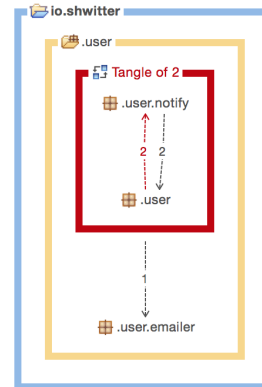 io.shwitter
.user
Tangle of 2
.user.notify
2 2
.user
1
.user.emailer